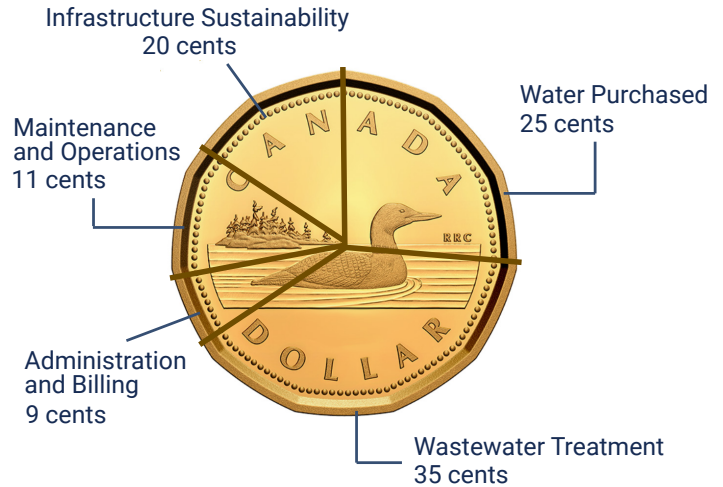 Infrastructure Sustainability
20 cents
Water Purchased
25 cents
Maintenance
and Operations
11 cents
CANADA
RRC
DOLLAR
Administration
and Billing
9 cents
Wastewater Treatment
35 cents